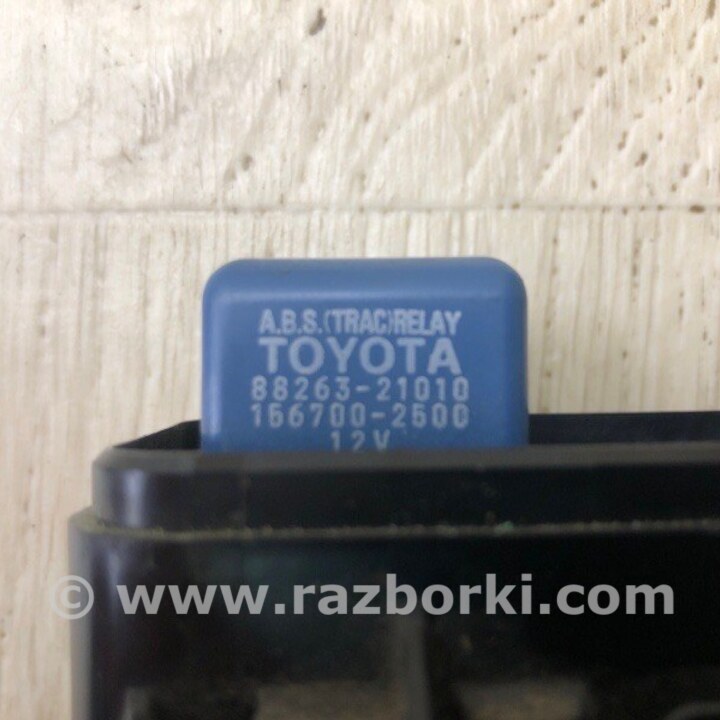 A.B.S.(TRAC)RELAY
TOYOTA
88263-21010
156700-2500
12V
© www.razborki.com